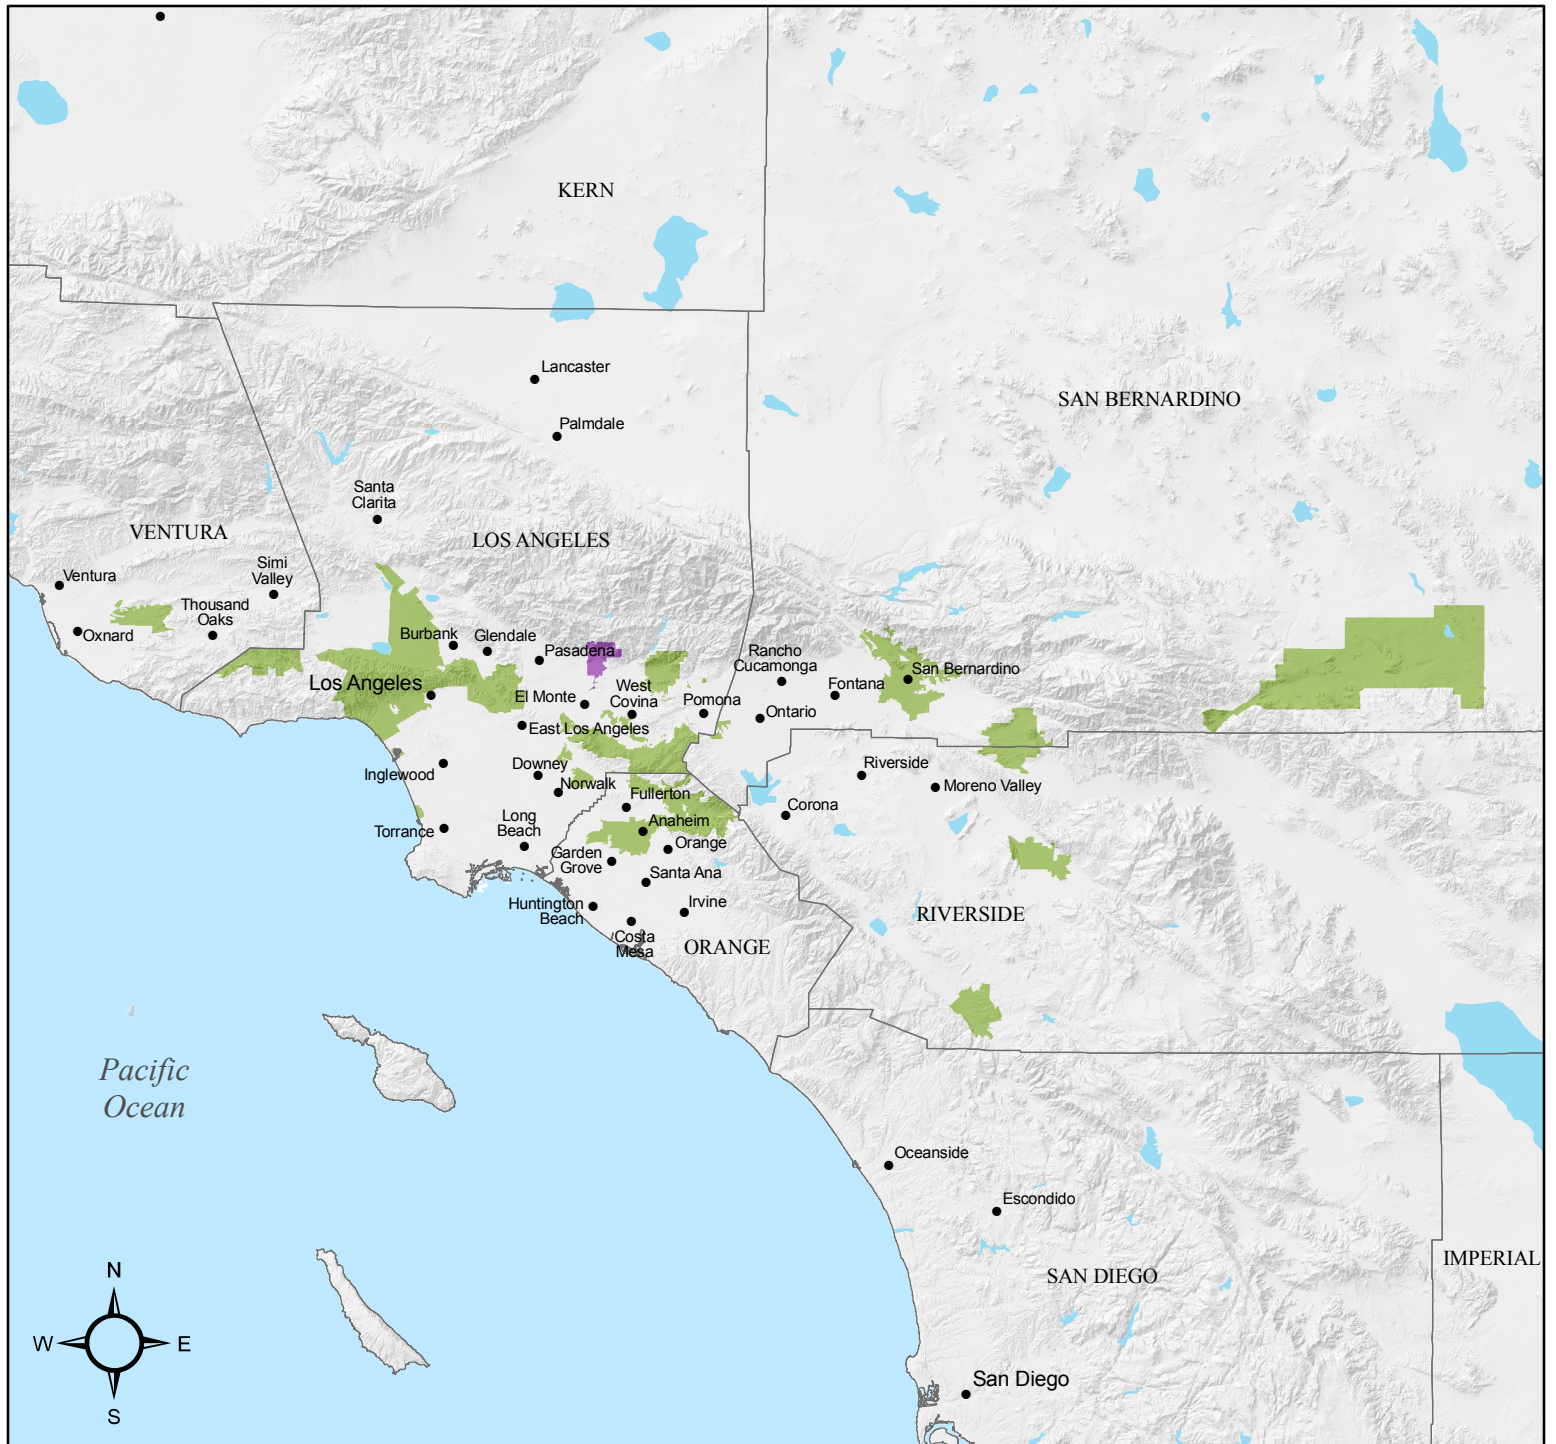 KERN
Lancaster
SAN BERNARDINO
Palmdale
Santa
Clarita
VENTURA
LOS ANGELES
Simi
Valley
Ventura
Thousand
Oaks
Oxnard
Burbank
Glendale
Pasadena
Rancho
Cucamonga
San Bernardino
Los Angeles
El Monte
West
Covina
Pomona
Fontana
Ontario
East Los Angeles
Inglewood
Downey
Norwalk
Riverside
Moreno Valley
Fullerton
Corona
Torrance
Long
Beach
Anaheim
Orange
Garden
Grove
Santa Ana
Huntington
Beach
Irvine
Costa
Mesa
ORANGE
RIVERSIDE
Pacific
Ocean
Oceanside
Escondido
SAN DIEGO
IMPERIAL
N
W
E
S
San Diego